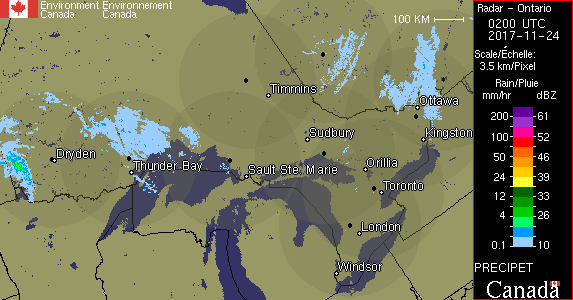 Environment Environnement
Canada Canada
100 KM
Timmins
Ottawa
Sudbury
Kingston
Dryden
Thunder Bay
Sault Ste. Marie
Orillia
Toronto
London
Windsor
Radar - Ontario
0200 UTC
2017-11-24
Scale/Échelle:
3.5 km/Pixel
Rain/Pluie
mm/hr dBZ
200 61
100 52
50 46
24 39
12 33
4 26
0.1 10
PRECIPET
Canada